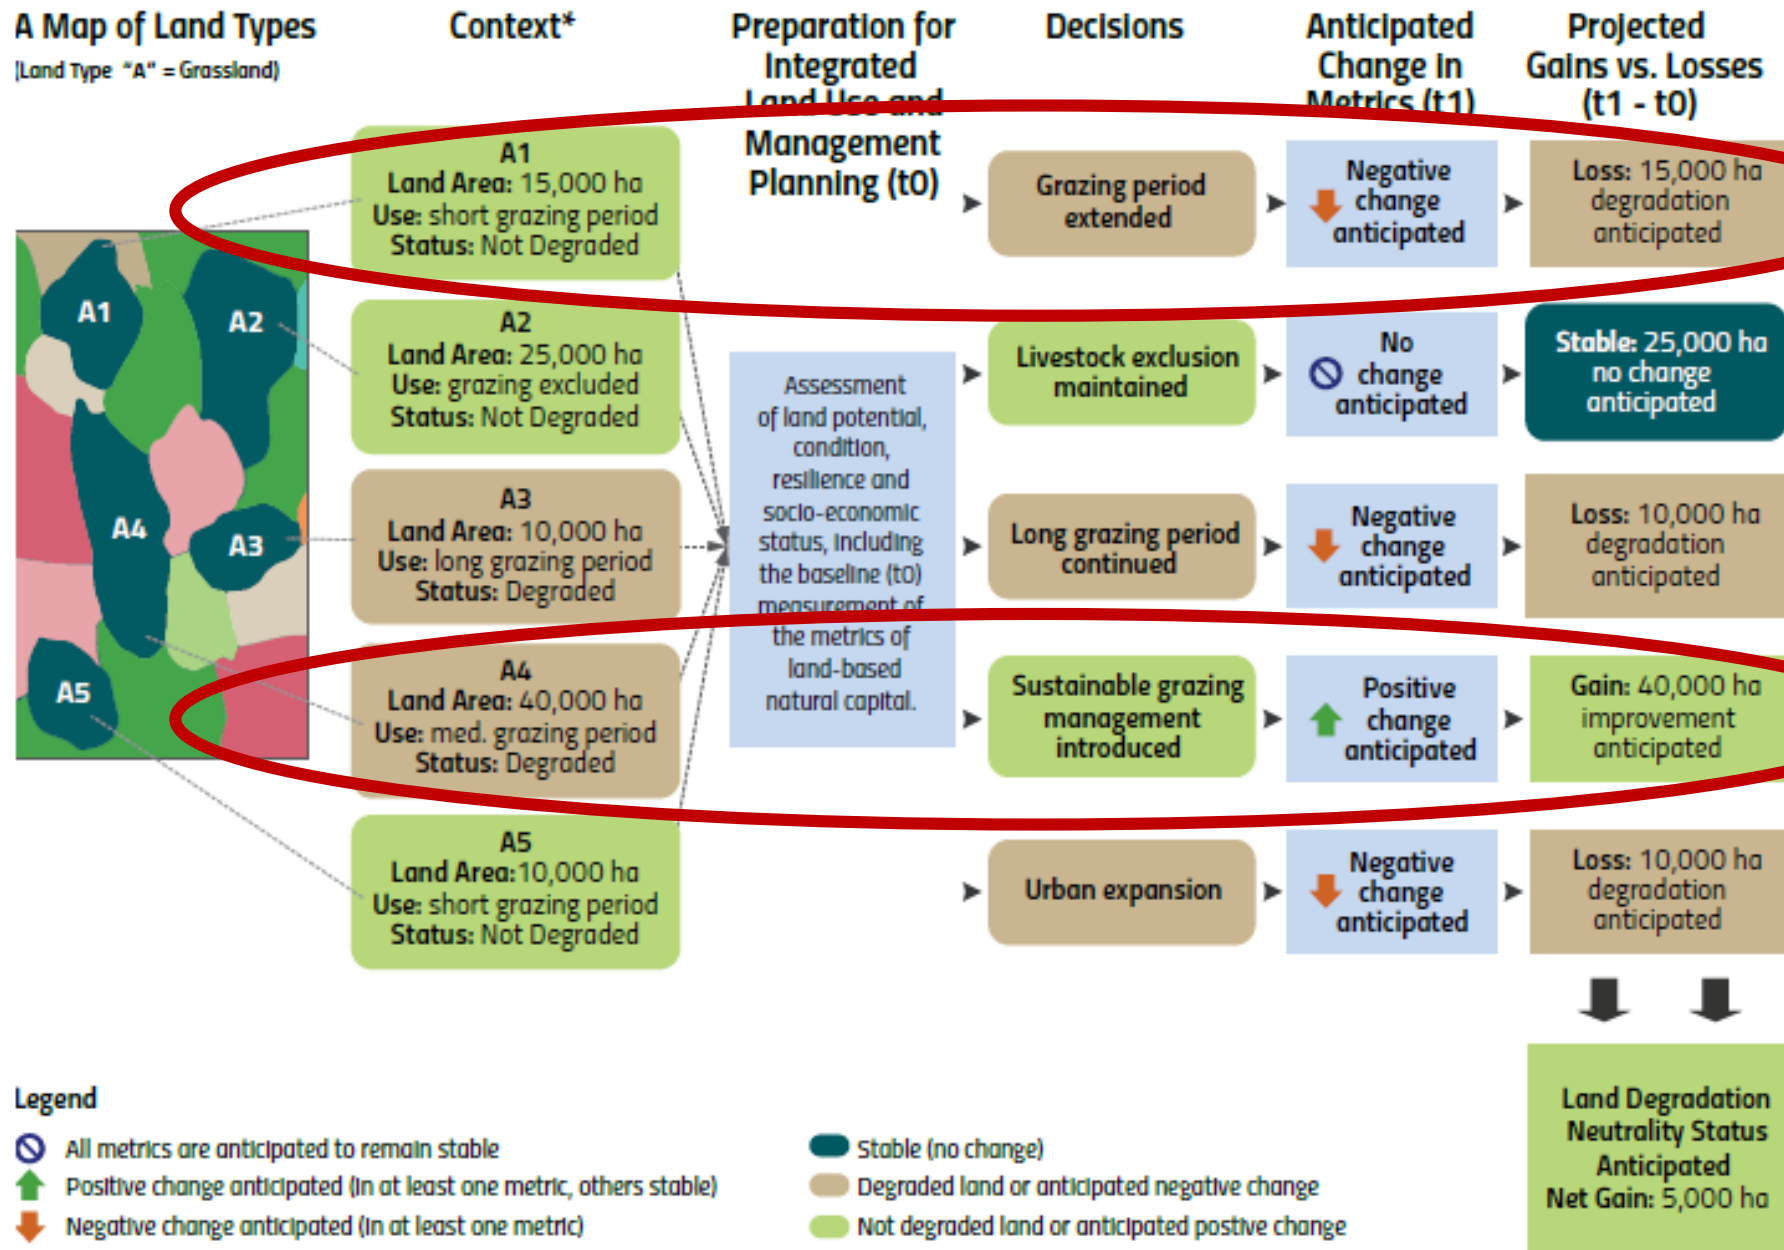 A Map of Land Types
(Land Type "A" = Grassland)
Context*
Preparation for
Integrated
Land Use and
Management
Planning (t0)
Decisions
Anticipated
Change in
Metrics (t1)
Projected
Gains vs. Losses
(t1 - t0)
A1
A2
A4
A3
A5
A1
Land Area: 15,000 ha
Use: short grazing period
Status: Not Degraded
Grazing period
extended
Negative
change
anticipated
Loss: 15,000 ha
degradation
anticipated
A2
Land Area: 25,000 ha
Use: grazing excluded
Status: Not Degraded
Livestock exclusion
maintained
No
change
anticipated
Stable: 25,000 ha
no change
anticipated
A3
Land Area: 10,000 ha
Use: long grazing period
Status: Degraded
Assessment
of land potential,
condition,
resilience and
socio-economic
status, including
the baseline (t0)
measurement of
the metrics of
land-based
natural capital.
Long grazing period
continued
Negative
change
anticipated
Loss: 10,000 ha
degradation
anticipated
A4
Land Area: 40,000 ha
Use: med. grazing period
Status: Degraded
Sustainable grazing
management
introduced
Positive
change
anticipated
Gain: 40,000 ha
improvement
anticipated
A5
Land Area: 10,000 ha
Use: short grazing period
Status: Not Degraded
Urban expansion
Negative
change
anticipated
Loss: 10,000 ha
degradation
anticipated
Land Degradation
Neutrality Status
Anticipated
Net Gain: 5,000 ha
Legend
All metrics are anticipated to remain stable
Positive change anticipated (in at least one metric, others stable)
Negative change anticipated (in at least one metric)
Stable (no change)
Degraded land or anticipated negative change
Not degraded land or anticipated postive change